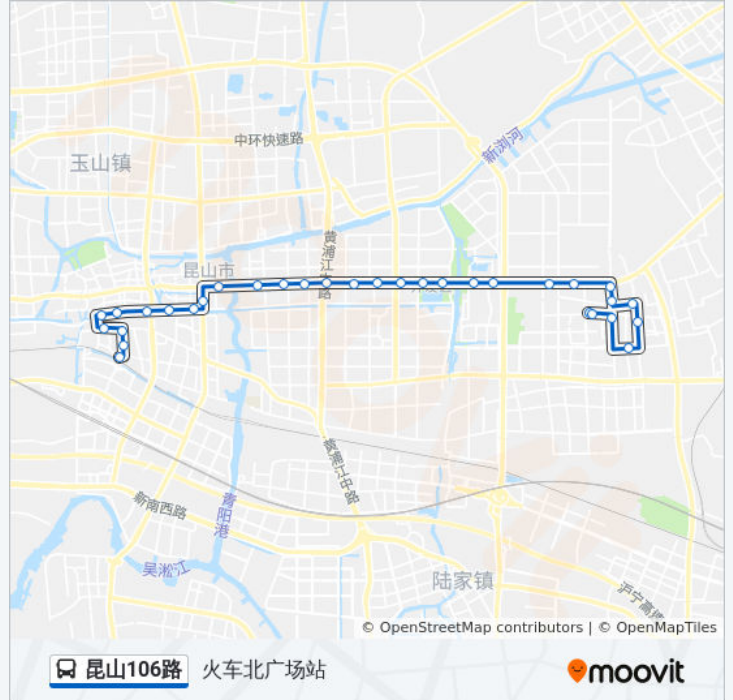 中环快速路
新浏河
玉山镇
黄浦江中路
昆山市
黄浦江中路
新南西路
青阳港
吴淞江
陆家镇
沪宁高速
© OpenStreetMap contributors | © OpenMapTiles
昆山106路 火车北广场站
moovit